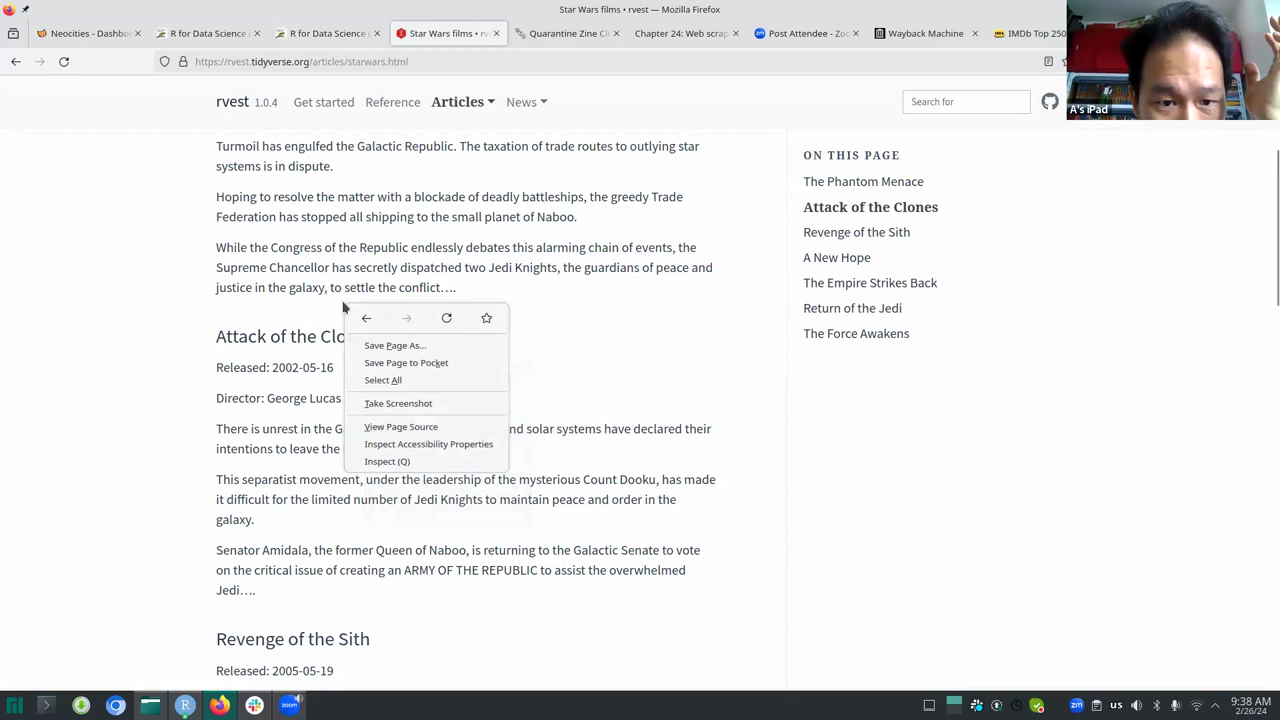 Star Wars films • rvest — Mozilla Firefox
Neocities - Dashbo
R for Data Science
R for Data Science
Star Wars films • rv
Quarantine Zine Cl
Chapter 24: Web scrap
Post Attendee - Zoo
Wayback Machine
IMDb Top 250
https://rvest.tidyverse.org/articles/starwars.html
rvest 1.0.4 Get started Reference Articles News
Search for
A's iPad
Turmoil has engulfed the Galactic Republic. The taxation of trade routes to outlying star
systems is in dispute.
Hoping to resolve the matter with a blockade of deadly battleships, the greedy Trade
Federation has stopped all shipping to the small planet of Naboo.
While the Congress of the Republic endlessly debates this alarming chain of events, the
Supreme Chancellor has secretly dispatched two Jedi Knights, the guardians of peace and
justice in the galaxy, to settle the conflict….
Attack of the Clo
Released: 2002-05-16
Director: George Lucas
There is unrest in the G
nd solar systems have declared their
intentions to leave the
This separatist movement, under the leadership of the mysterious Count Dooku, has made
it difficult for the limited number of Jedi Knights to maintain peace and order in the
galaxy.
Senator Amidala, the former Queen of Naboo, is returning to the Galactic Senate to vote
on the critical issue of creating an ARMY OF THE REPUBLIC to assist the overwhelmed
Jedi….
Revenge of the Sith
Released: 2005-05-19
Save Page As...
Save Page to Pocket
Select All
Take Screenshot
View Page Source
Inspect Accessibility Properties
Inspect (Q)
ON THIS PAGE
The Phantom Menace
Attack of the Clones
Revenge of the Sith
A New Hope
The Empire Strikes Back
Return of the Jedi
The Force Awakens
zm
us
9:38 AM
2/26/24